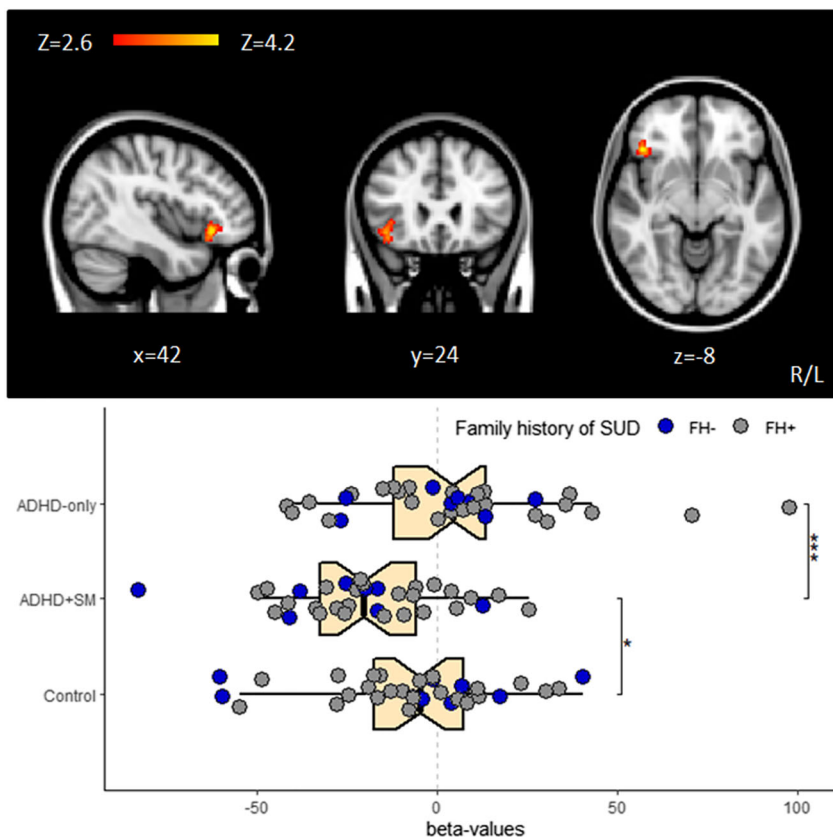 Z=2.6 Z=4.2
x=42 y=24 z=-8
R/L
Family history of SUD FH- FH+
ADHD-only
***
ADHD+SM
*
Control
-50 0 50 100
beta-values